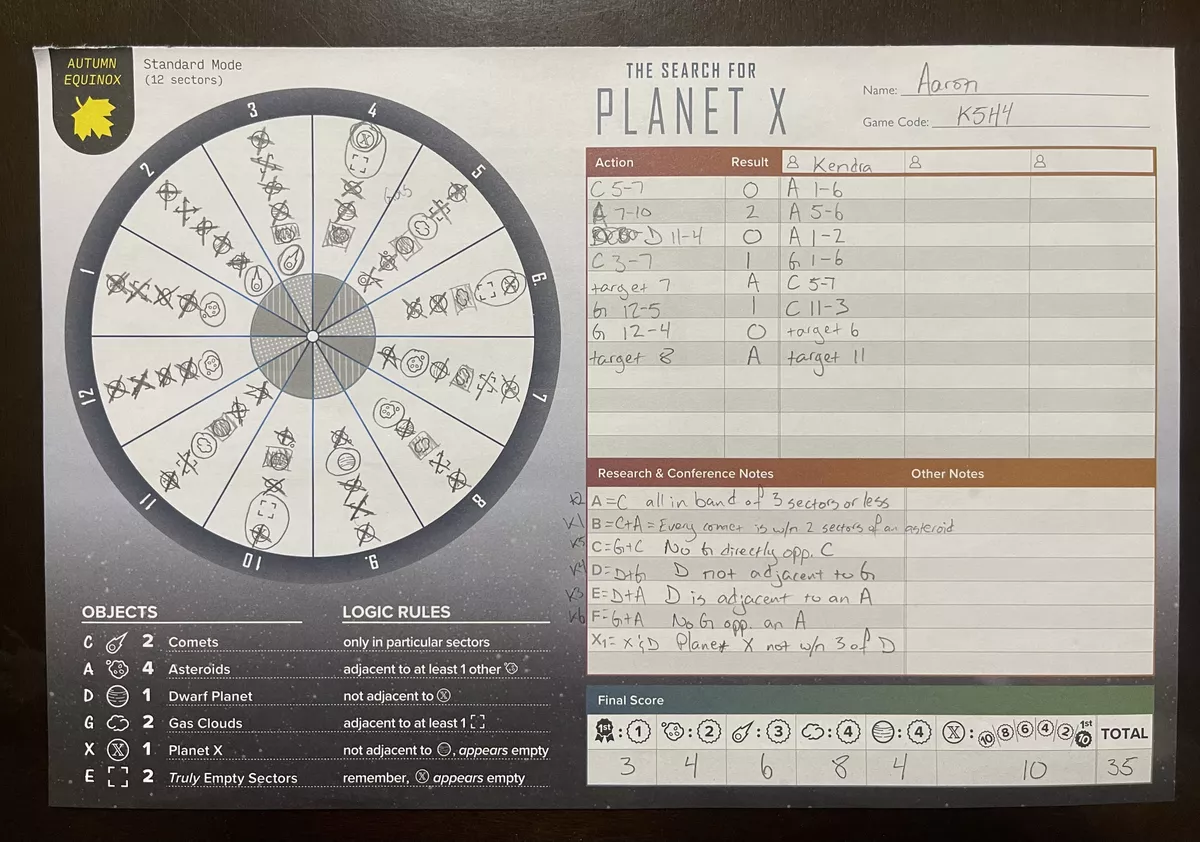 AUTUMN
EQUINOX
Standard Mode
(12 sectors)
THE SEARCH FOR
PLANET X
Name: Aaron
Game Code: K5H4
1
2
3
4
5
6
7
8
9
10
11
12
Action Result Kendra
C 5-7 0 A 1-6
A 7-10 2 A 5-6
D 11-4 0 A 1-2
C 3-7 1 G 1-6
target 7 A C 5-7
G 12-5 1 C 11-3
G 12-4 0 target 6
target 8 A target 11
Research & Conference Notes Other Notes
K2 A=C all in band of 3 sectors or less
K1 B=C+A = Every comet is w/n 2 sectors of an asteroid
K5 C=G+C No G directly opp. C
K4 D=D+G D not adjacent to G
K3 E=D+A D is adjacent to an A
K6 F=G+A No G opp. an A
X1=X&D Planet X not w/n 3 of D
OBJECTS LOGIC RULES
C 2 Comets only in particular sectors
A 4 Asteroids adjacent to at least 1 other
D 1 Dwarf Planet not adjacent to
G 2 Gas Clouds adjacent to at least 1
X 1 Planet X not adjacent to , appears empty
E 2 Truly Empty Sectors remember, appears empty
Final Score
1st : 1 : 2 : 3 : 4 : 4 X : 10 8 6 4 2 1st 10 TOTAL
3 4 6 8 4 10 35